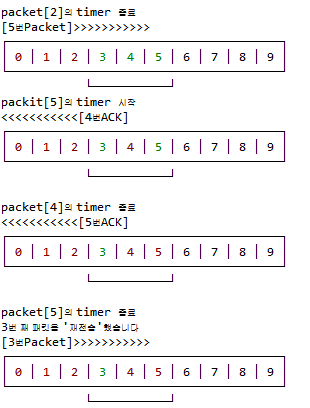 packet[2]의 timer 종료
[5번Packet]>>>>>>>>>>>
0 | 1 | 2 | 3 | 4 | 5 | 6 | 7 | 8 | 9
packit[5]의 timer 시작
<<<<<<<<<<<[4번ACK]
0 | 1 | 2 | 3 | 4 | 5 | 6 | 7 | 8 | 9
packet[4]의 timer 종료
<<<<<<<<<<<[5번ACK]
0 | 1 | 2 | 3 | 4 | 5 | 6 | 7 | 8 | 9
packet[5]의 timer 종료
3번 째 패킷을 '재전송'했습니다
[3번Packet]>>>>>>>>>>>
0 | 1 | 2 | 3 | 4 | 5 | 6 | 7 | 8 | 9